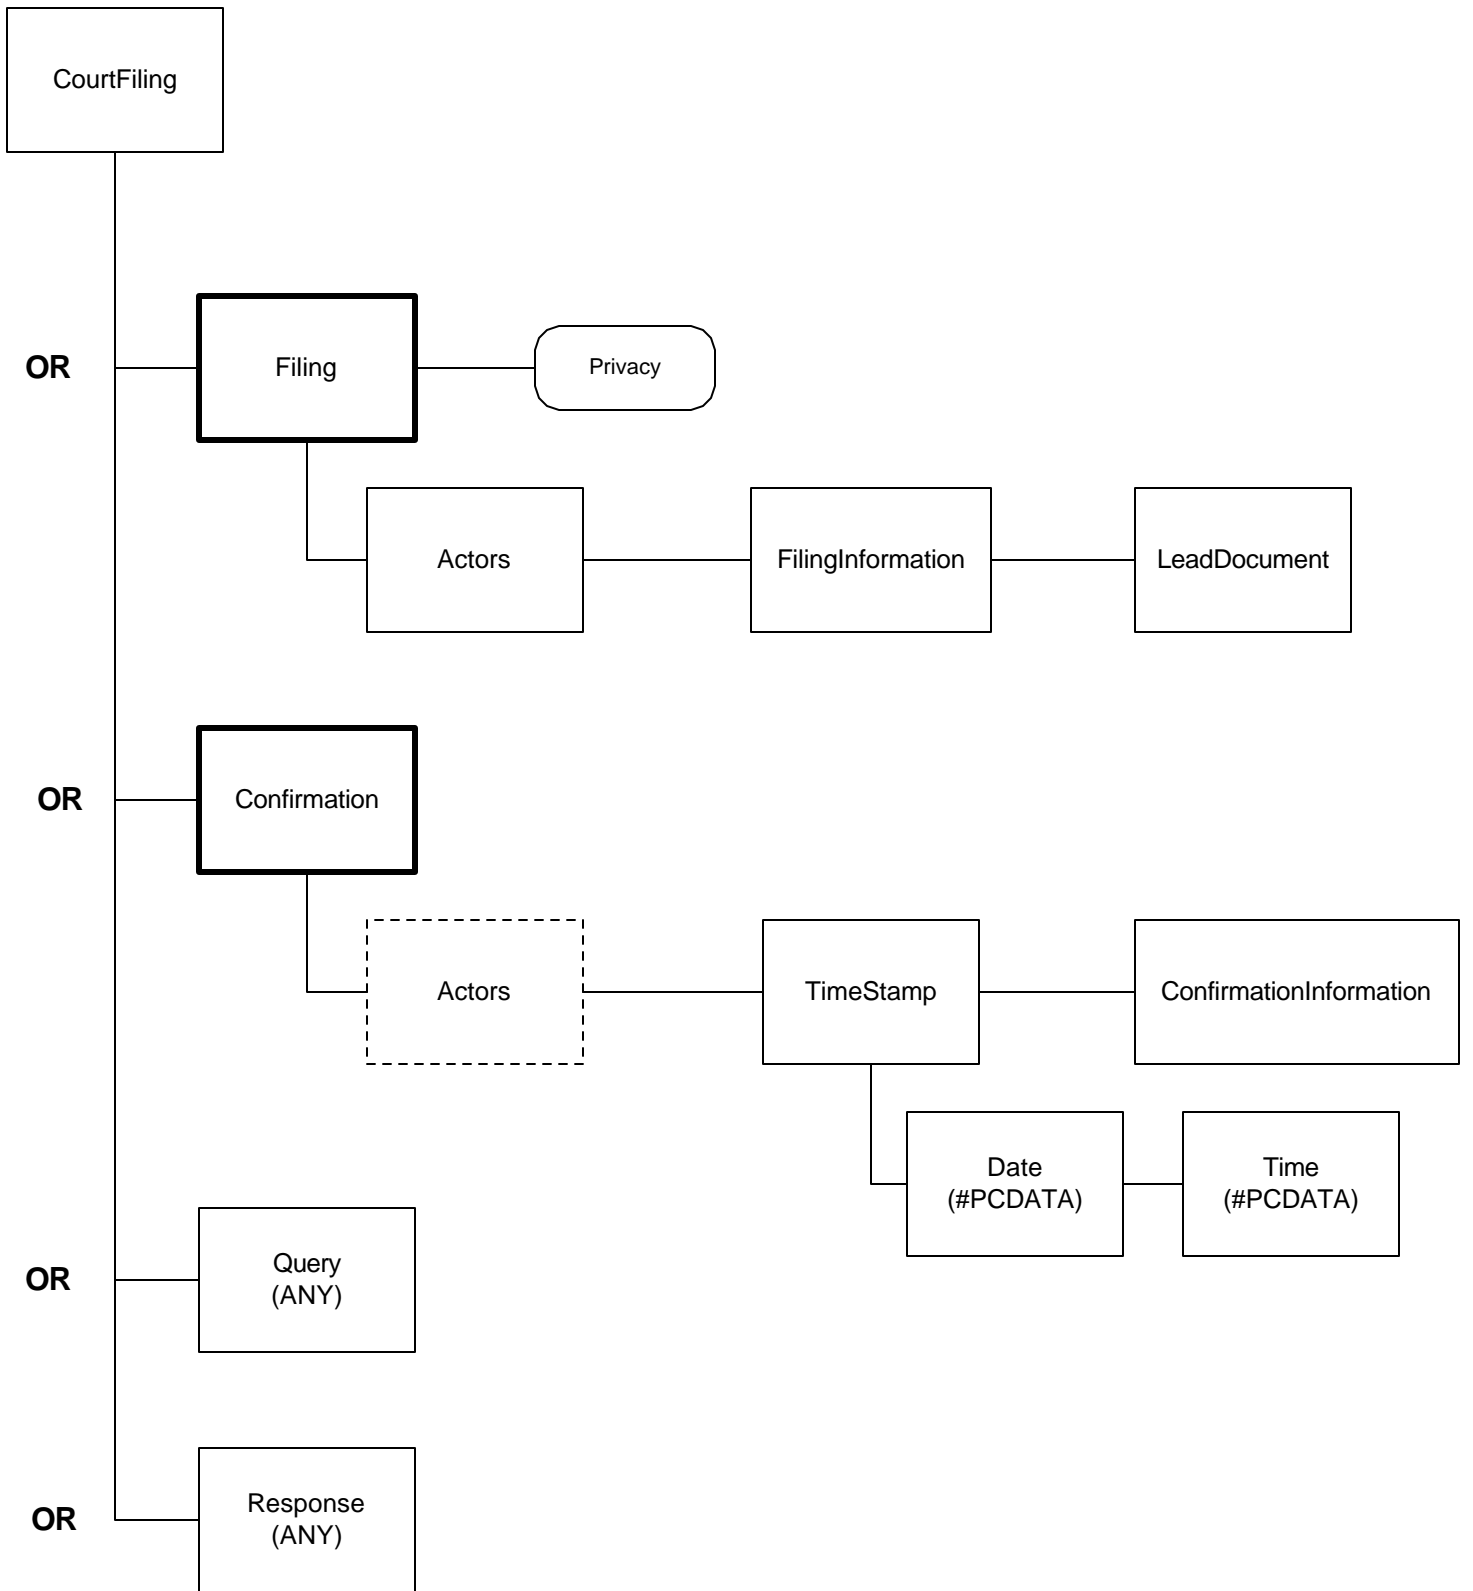 CourtFiling
OR
Filing
Privacy
Actors
FilingInformation
LeadDocument
OR
Confirmation
Actors
TimeStamp
ConfirmationInformation
Date
(#PCDATA)
Time
(#PCDATA)
OR
Query
(ANY)
OR
Response
(ANY)